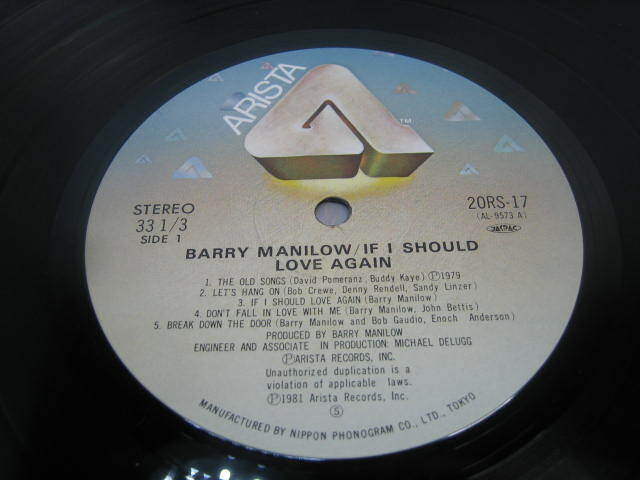 ARISTA
TM
STEREO
33 1/3
SIDE 1
20RS-17
(AL-9573 A)
JASRAC
BARRY MANILOW/IF I SHOULD
LOVE AGAIN
1. THE OLD SONGS (David Pomeranz, Buddy Kaye) Ⓟ1979
2. LET'S HANG ON (Bob Crewe, Denny Rendell, Sandy Linzer)
3. IF I SHOULD LOVE AGAIN (Barry Manilow)
4. DON'T FALL IN LOVE WITH ME (Barry Manilow, John Bettis)
5. BREAK DOWN THE DOOR (Barry Manilow and Bob Gaudio, Enoch Anderson)
PRODUCED BY BARRY MANILOW
ENGINEER AND ASSOCIATE IN PRODUCTION: MICHAEL DELUGG
ⓅARISTA RECORDS, INC.
Unauthorized duplication is a
violation of applicable laws.
Ⓟ1981 Arista Records, Inc.
⑤
MANUFACTURED BY NIPPON PHONOGRAM CO., LTD., TOKYO